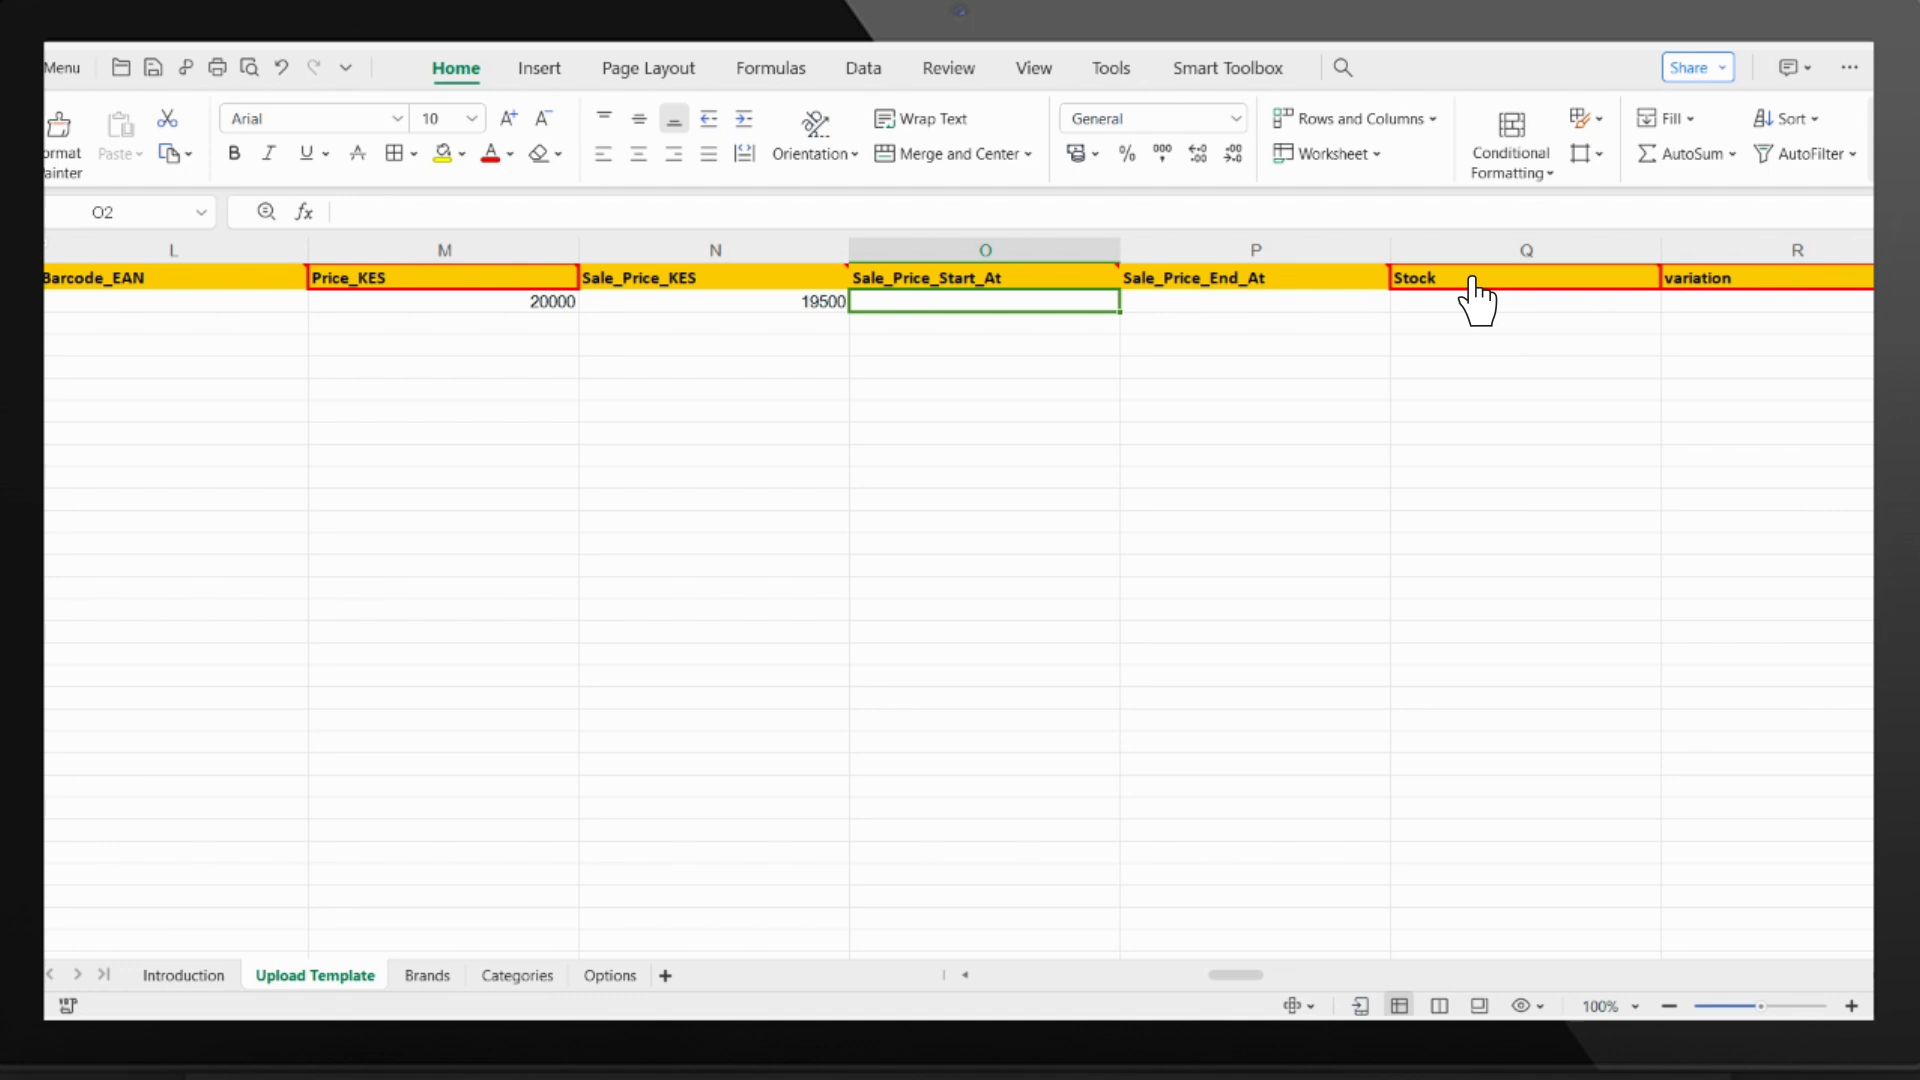 Menu
Home Insert Page Layout Formulas Data Review View Tools Smart Toolbox Share
ormat
ainter
Paste
Arial 10
Orientation
Wrap Text
Merge and Center
General
Rows and Columns
Worksheet
Conditional
Formatting
Fill
AutoSum
Sort
AutoFilter
O2
fx
L M N O P Q R
Barcode_EAN Price_KES Sale_Price_KES Sale_Price_Start_At Sale_Price_End_At Stock variation
20000 19500
Introduction Upload Template Brands Categories Options
100%